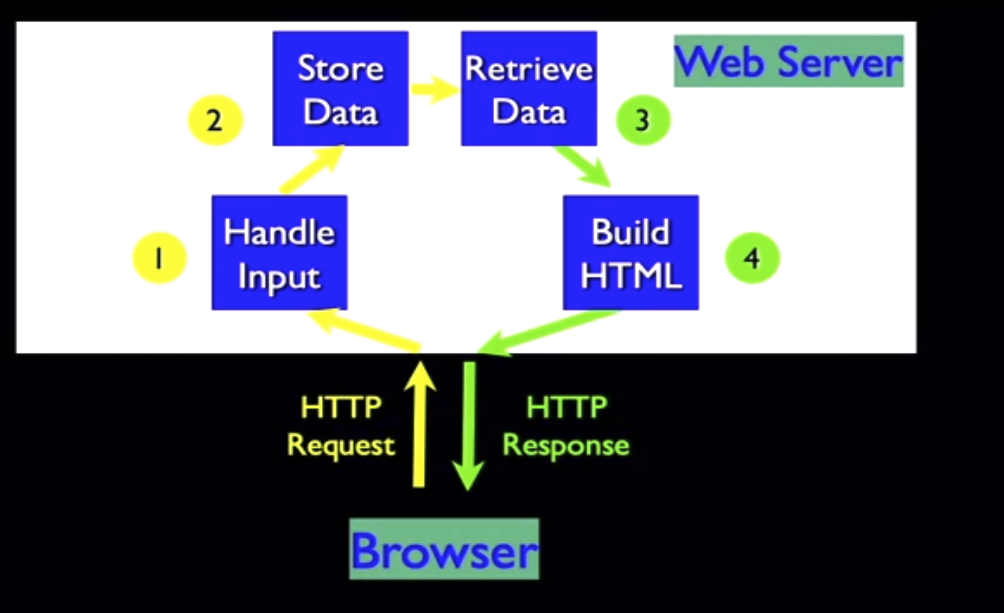 Store
Data
Retrieve
Data
Web Server
2
3
Handle
Input
Build
HTML
1
4
HTTP
Request
HTTP
Response
Browser